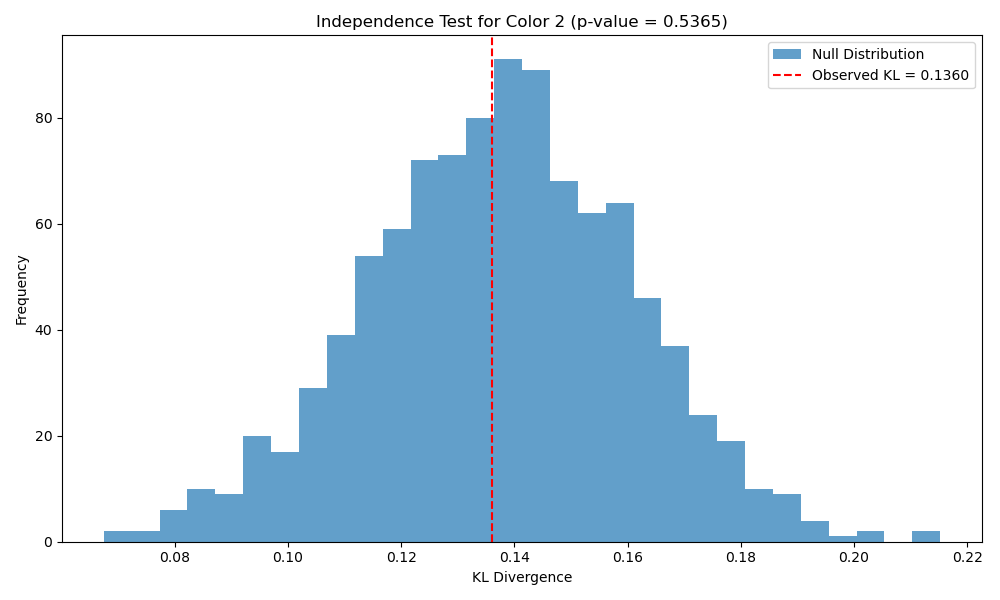 Independence Test for Color 2 (p-value = 0.5365)
Null Distribution
Observed KL = 0.1360
Frequency
80
60
40
20
0
0.08 0.10 0.12 0.14 0.16 0.18 0.20 0.22
KL Divergence